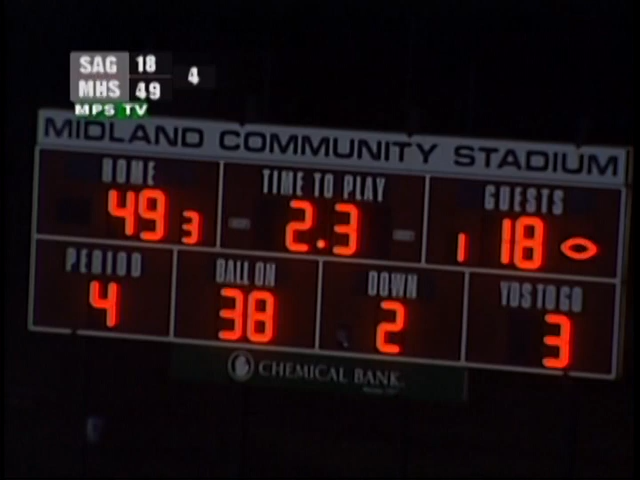 SAG 18
MHS 49 4
MPS TV
MIDLAND COMMUNITY STADIUM
HOME TIME TO PLAY GUESTS
49 3 2.3 1 18
PERIOD BALL ON DOWN YDS TO GO
4 38 2 3
CHEMICAL BANK